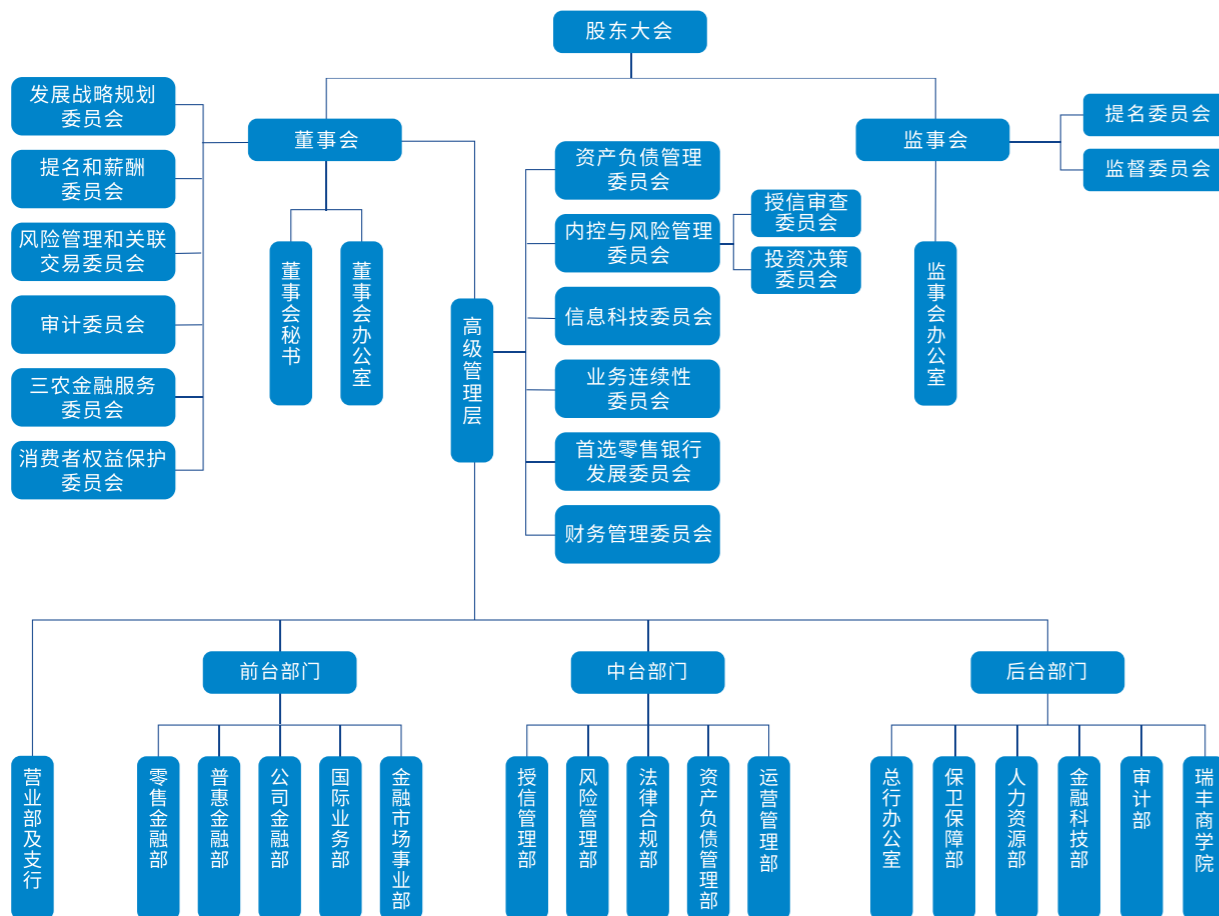 股东大会
发展战略规划
委员会
提名和薪酬
委员会
风险管理和关联
交易委员会
审计委员会
三农金融服务
委员会
消费者权益保护
委员会
董事会
董事会秘书
董事会办公室
高级管理层
资产负债管理
委员会
内控与风险管理
委员会
授信审查
委员会
投资决策
委员会
信息科技委员会
业务连续性
委员会
首选零售银行
发展委员会
财务管理委员会
监事会
提名委员会
监督委员会
监事会办公室
前台部门
中台部门
后台部门
营业部及支行
零售金融部
普惠金融部
公司金融部
国际业务部
金融市场事业部
授信管理部
风险管理部
法律合规部
资产负债管理部
运营管理部
总行办公室
保卫保障部
人力资源部
金融科技部
审计部
瑞丰商学院